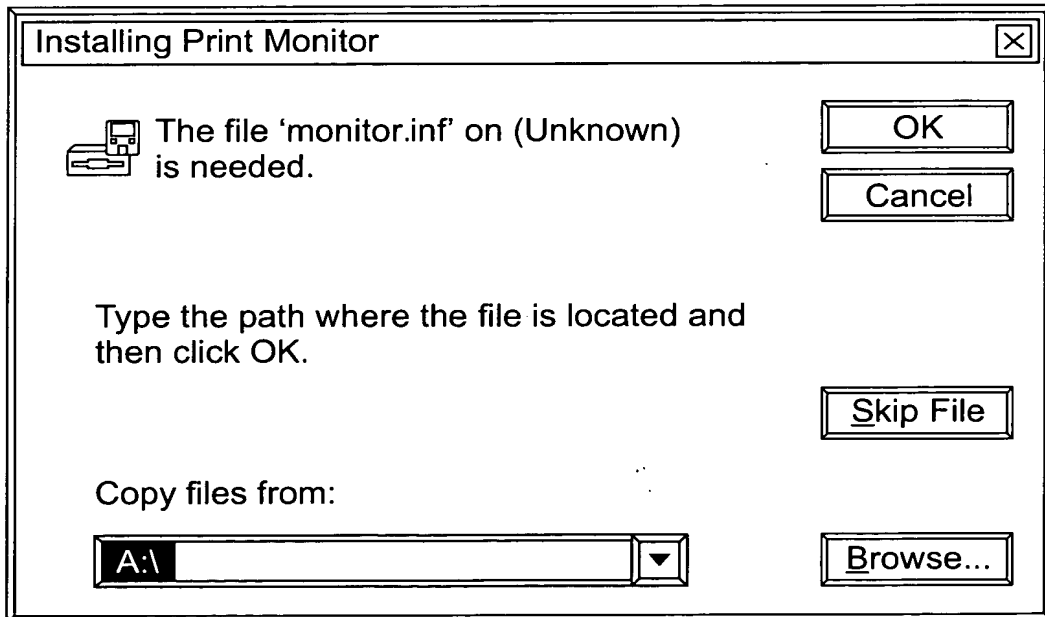 Installing Print Monitor
The file ‘monitor.inf’ on (Unknown)
is needed.
OK
Cancel
Type the path where the file is located and
then click OK.
Skip File
Copy files from:
A:\
Browse...